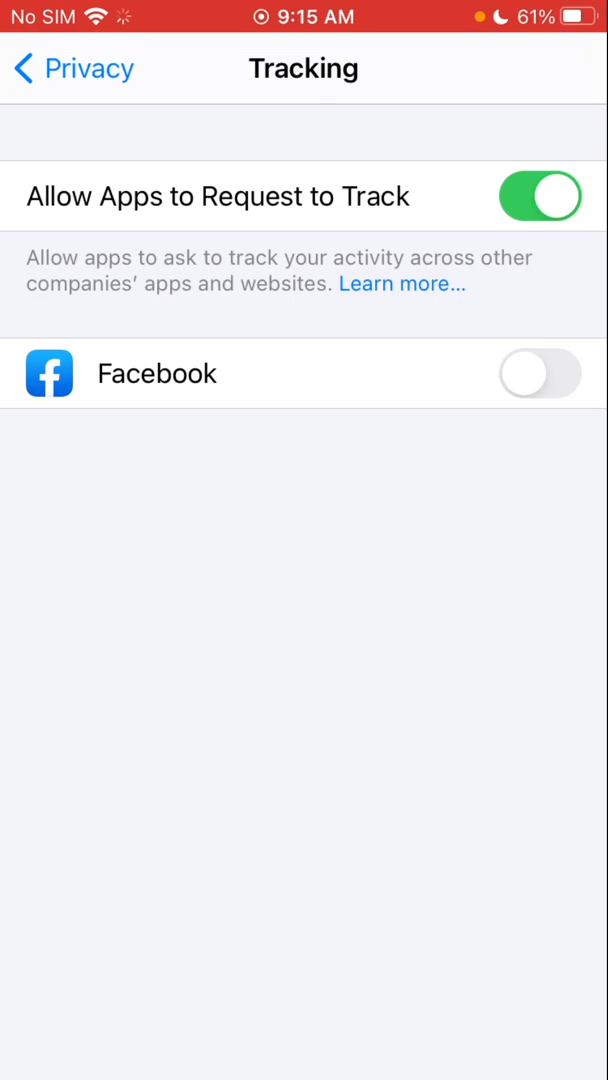 No SIM 9:15 AM 61%
Privacy Tracking
Allow Apps to Request to Track
Allow apps to ask to track your activity across other
companies’ apps and websites. Learn more...
Facebook